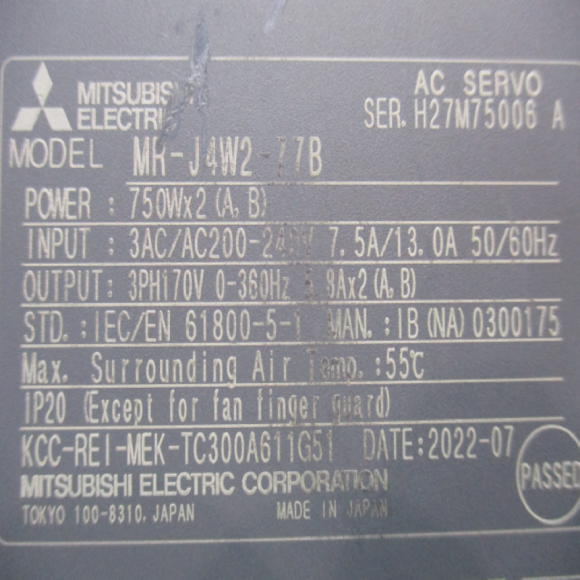 MITSUBISHI
ELECTRIC
AC SERVO
SER. H27M75006 A
MODEL MR-J4W2-77B
POWER : 750Wx2 (A, B)
INPUT : 3AC/AC200-240V 7.5A/13.0A 50/60Hz
OUTPUT: 3PH170V 0-360Hz 5.8Ax2 (A, B)
STD. : IEC/EN 61800-5-1 MAN. : IB (NA) 0300175
Max. Surrounding Air Temp. :55℃
IP20 (Except for fan finger guard)
KCC-REI-MEK-TC300A611G51 DATE:2022-07
MITSUBISHI ELECTRIC CORPORATION
TOKYO 100-8310, JAPAN MADE IN JAPAN
PASSED